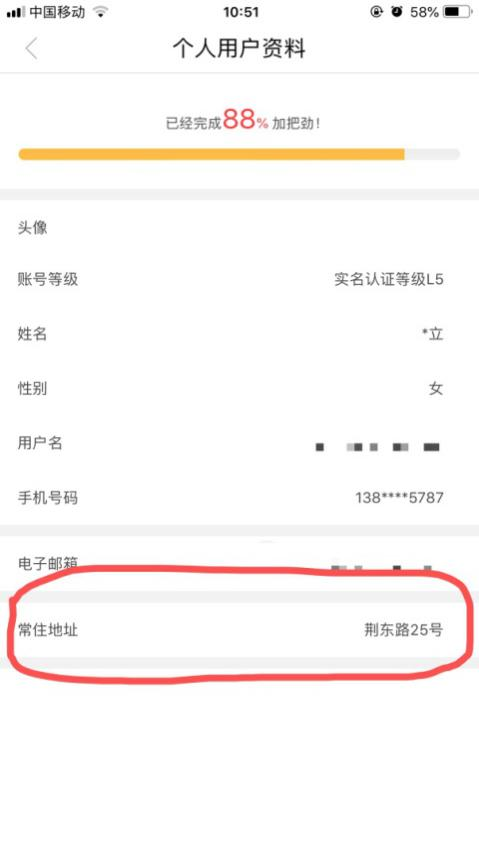 中国移动 10:51 58%
个人用户资料
已经完成88% 加把劲！
头像
账号等级 实名认证等级L5
姓名 *立
性别 女
用户名
手机号码 138****5787
电子邮箱
常住地址 荆东路25号